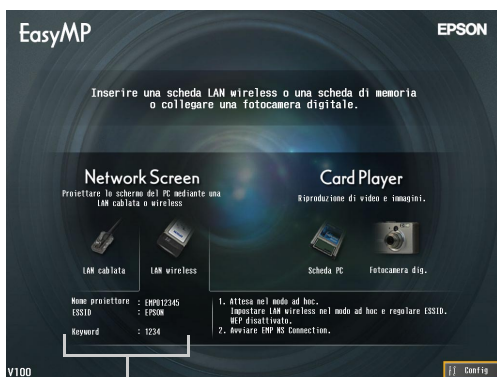 EasyMP
EPSON
Inserire una scheda LAN wireless o una scheda di memoria
o collegare una fotocamera digitale.
Network Screen
Proiettare lo schermo del PC mediante una
LAN cablata o wireless
LAN cablata
LAN wireless
Card Player
Riproduzione di video e immagini.
Scheda PC
Fotocamera dig.
Nome proiettore : EMP012345
ESSID : EPSON
Keyword : 1234
1. Attesa nel modo ad hoc.
Impostare LAN wireless nel modo ad hoc e regolare ESSID.
WEP disattivato.
2. Avviare EMP NS Connection.
V100
Config